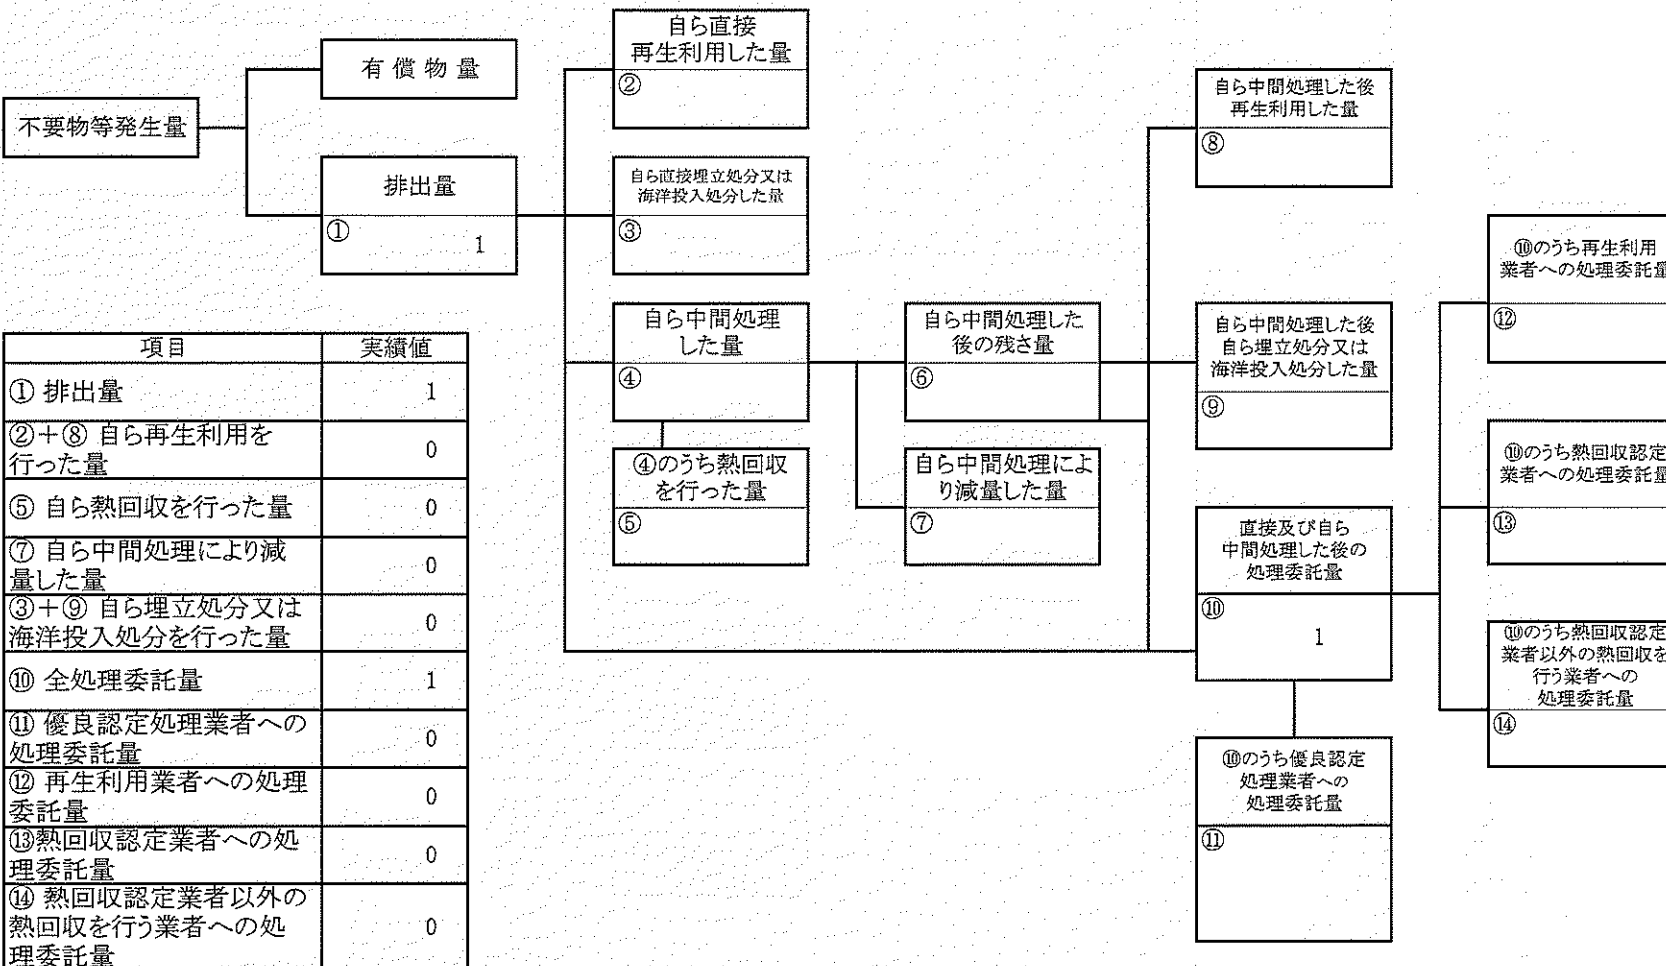 不要物等発生量
有償物量
排出量
①
1
自ら直接
再生利用した量
②
自ら直接埋立処分又は
海洋投入処分した量
③
自ら中間処理
した量
④
④のうち熱回収
を行った量
⑤
自ら中間処理した
後の残さ量
⑥
自ら中間処理によ
り減量した量
⑦
自ら中間処理した後
再生利用した量
⑧
自ら中間処理した後
自ら埋立処分又は
海洋投入処分した量
⑨
直接及び自ら
中間処理した後の
処理委託量
⑩
1
⑩のうち優良認定
処理業者への
処理委託量
⑪
⑩のうち再生利用
業者への処理委託量
⑫
⑩のうち熱回収認定
業者への処理委託量
⑬
⑩のうち熱回収認定
業者以外の熱回収を
行う業者への
処理委託量
⑭
項目 実績値
① 排出量 1
②+⑧ 自ら再生利用を
行った量 0
⑤ 自ら熱回収を行った量 0
⑦ 自ら中間処理により減
量した量 0
③+⑨ 自ら埋立処分又は
海洋投入処分を行った量 0
⑩ 全処理委託量 1
⑪ 優良認定処理業者への
処理委託量 0
⑫ 再生利用業者への処理
委託量 0
⑬熱回収認定業者への処
理委託量 0
⑭ 熱回収認定業者以外の
熱回収を行う業者への処
理委託量 0